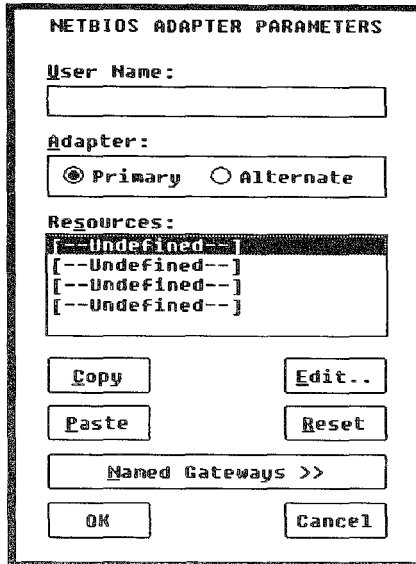 NETBIOS ADAPTER PARAMETERS
User Name:
Adapter:
Primary Alternate
Resources:
[--Undefined--]
[--Undefined--]
[--Undefined--]
[--Undefined--]
Copy Edit..
Paste Reset
Named Gateways >>
OK Cancel